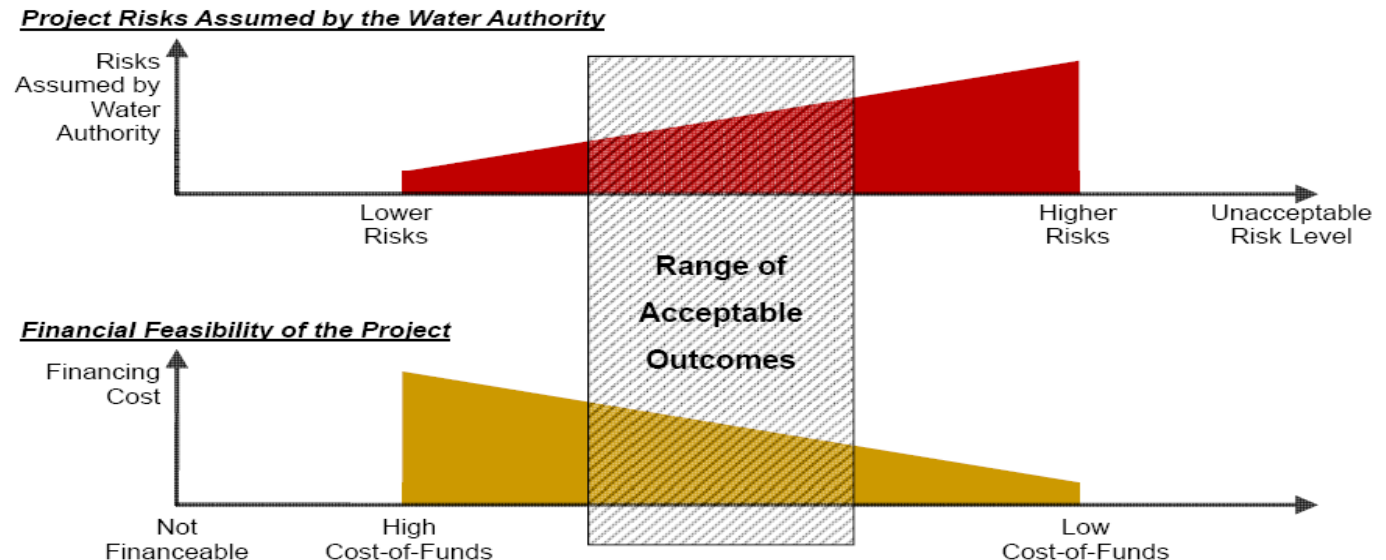 Project Risks Assumed by the Water Authority
Risks
Assumed by
Water
Authority
Lower
Risks
Higher
Risks
Unacceptable
Risk Level
Range of
Acceptable
Outcomes
Financial Feasibility of the Project
Financing
Cost
Not
Financeable
High
Cost-of-Funds
Low
Cost-of-Funds